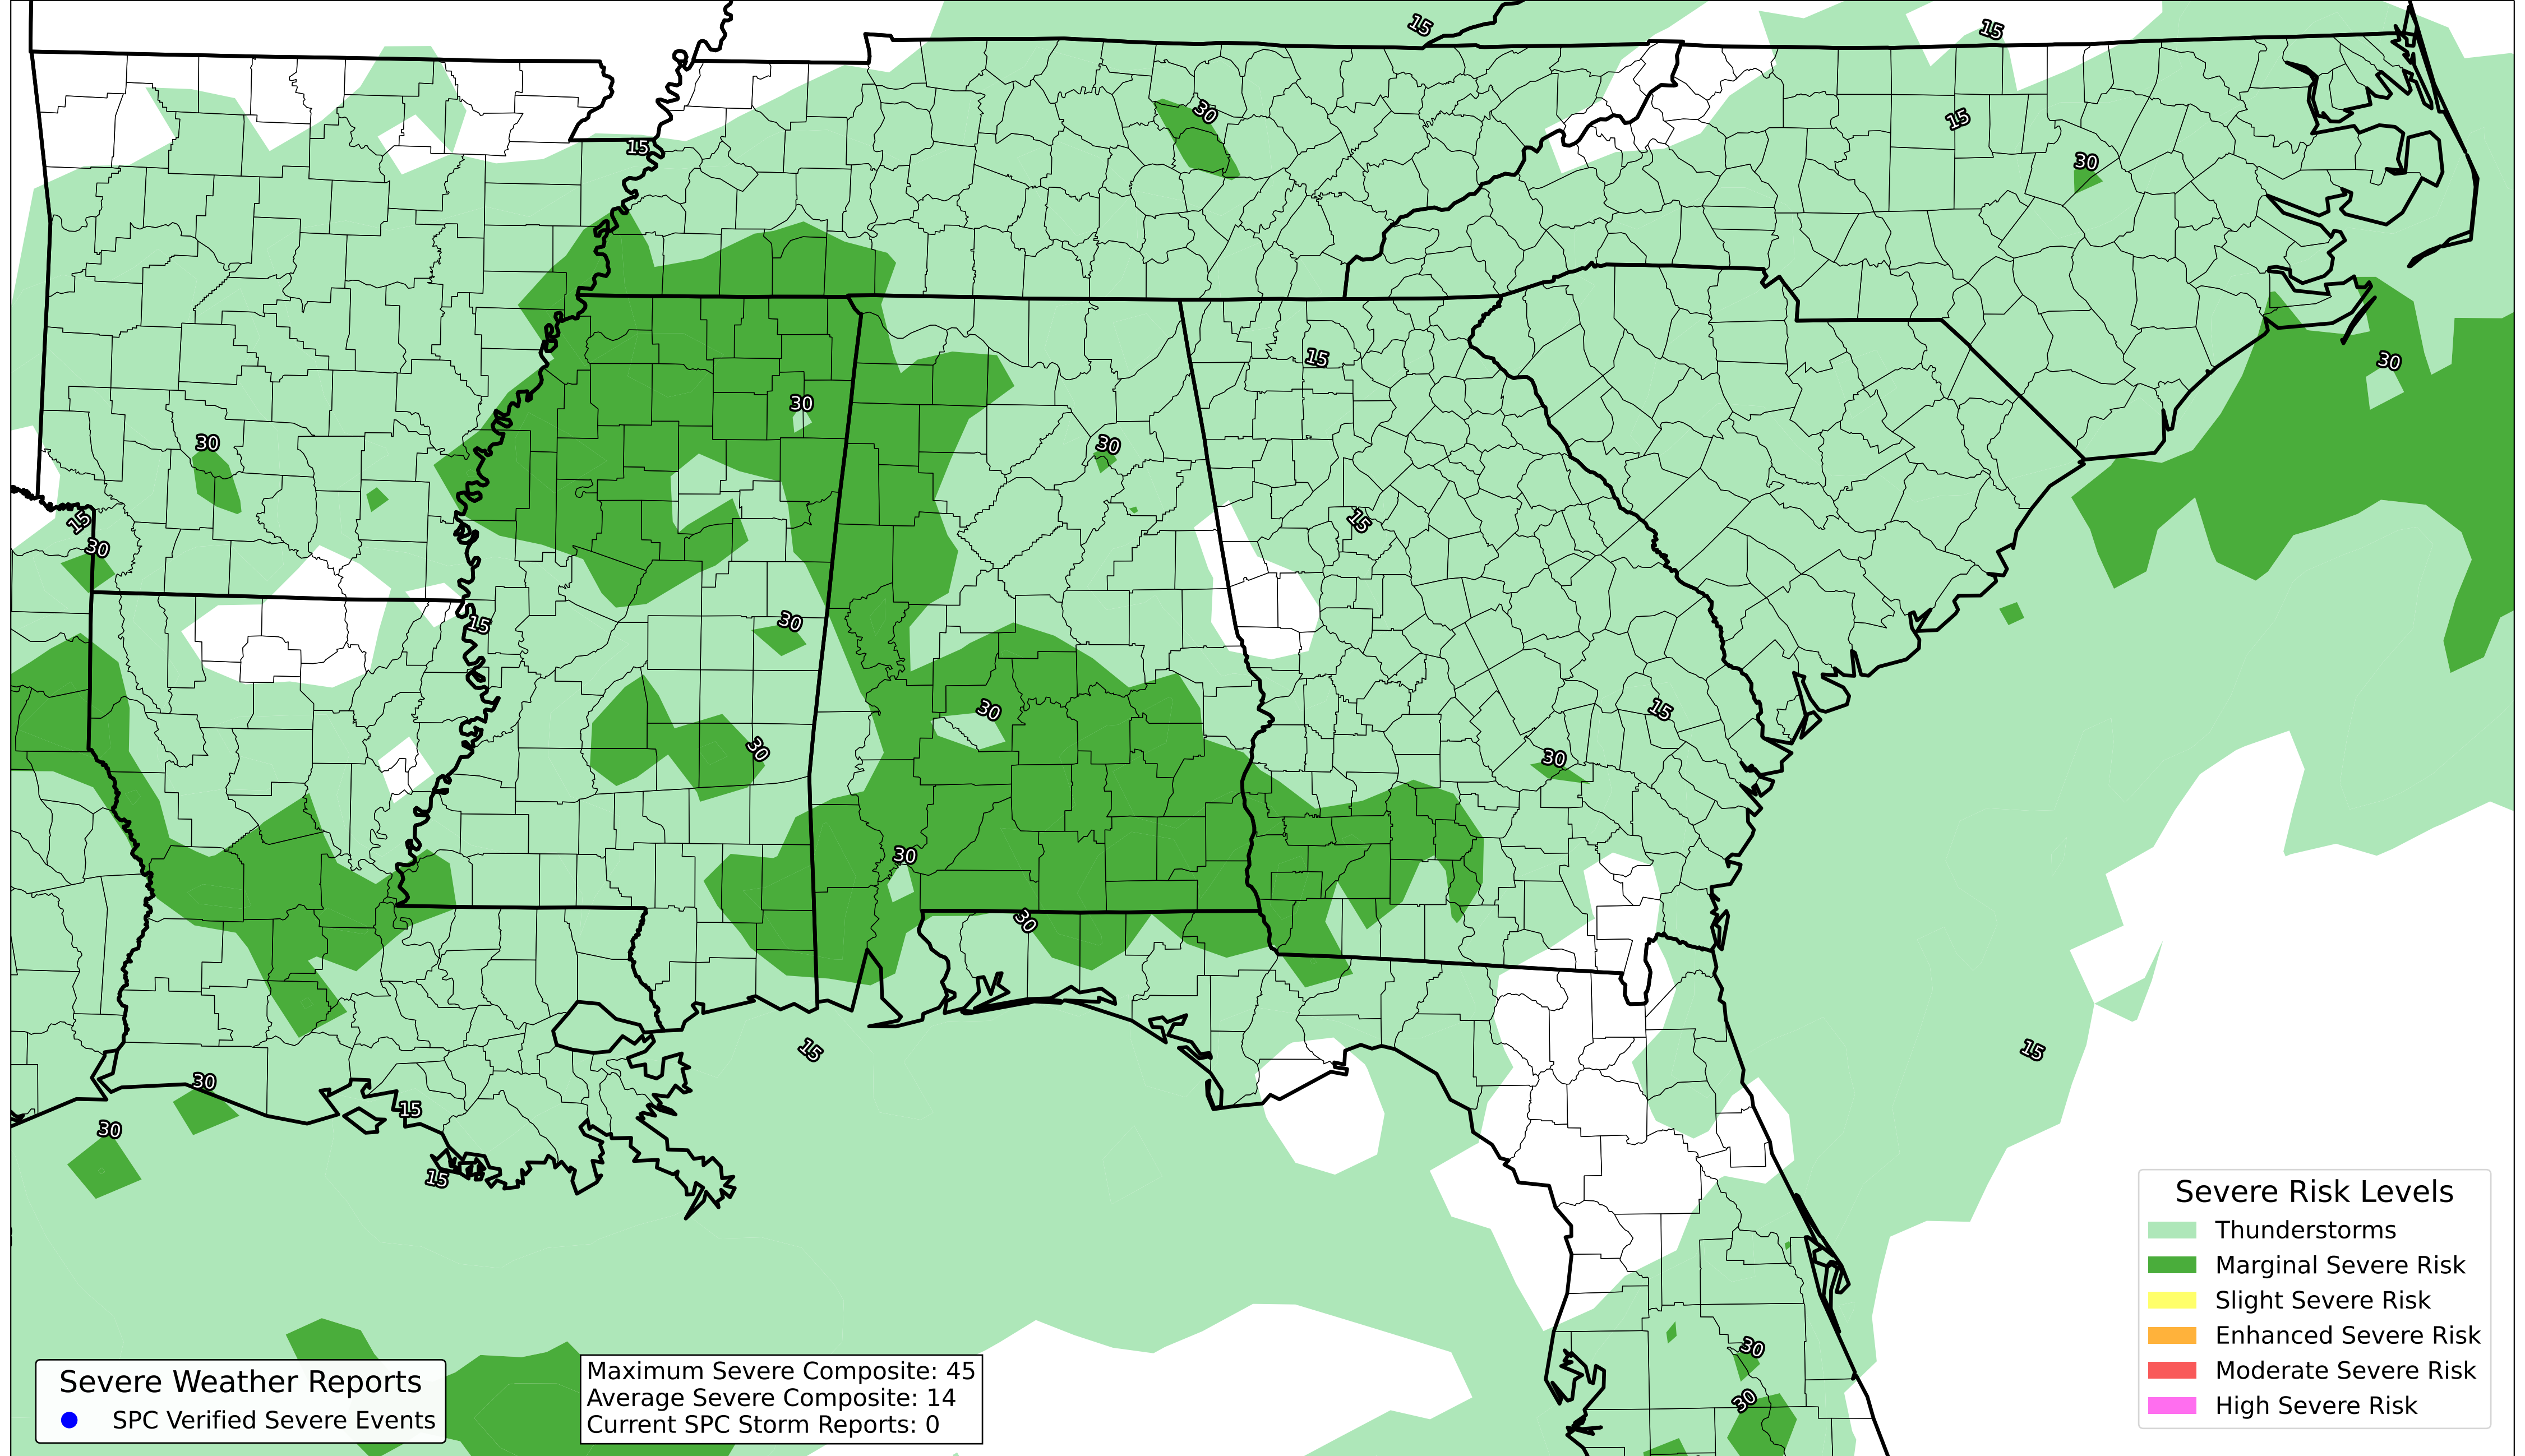 15
15
30
15
30
15
30
15
30
30
30
15
15
30
30
15
15
30
30
30
15
30
30
15
15
30
15
30
15
30
30
Severe Risk Levels
Thunderstorms
Marginal Severe Risk
Slight Severe Risk
Enhanced Severe Risk
Moderate Severe Risk
High Severe Risk
Severe Weather Reports
SPC Verified Severe Events
Maximum Severe Composite: 45
Average Severe Composite: 14
Current SPC Storm Reports: 0